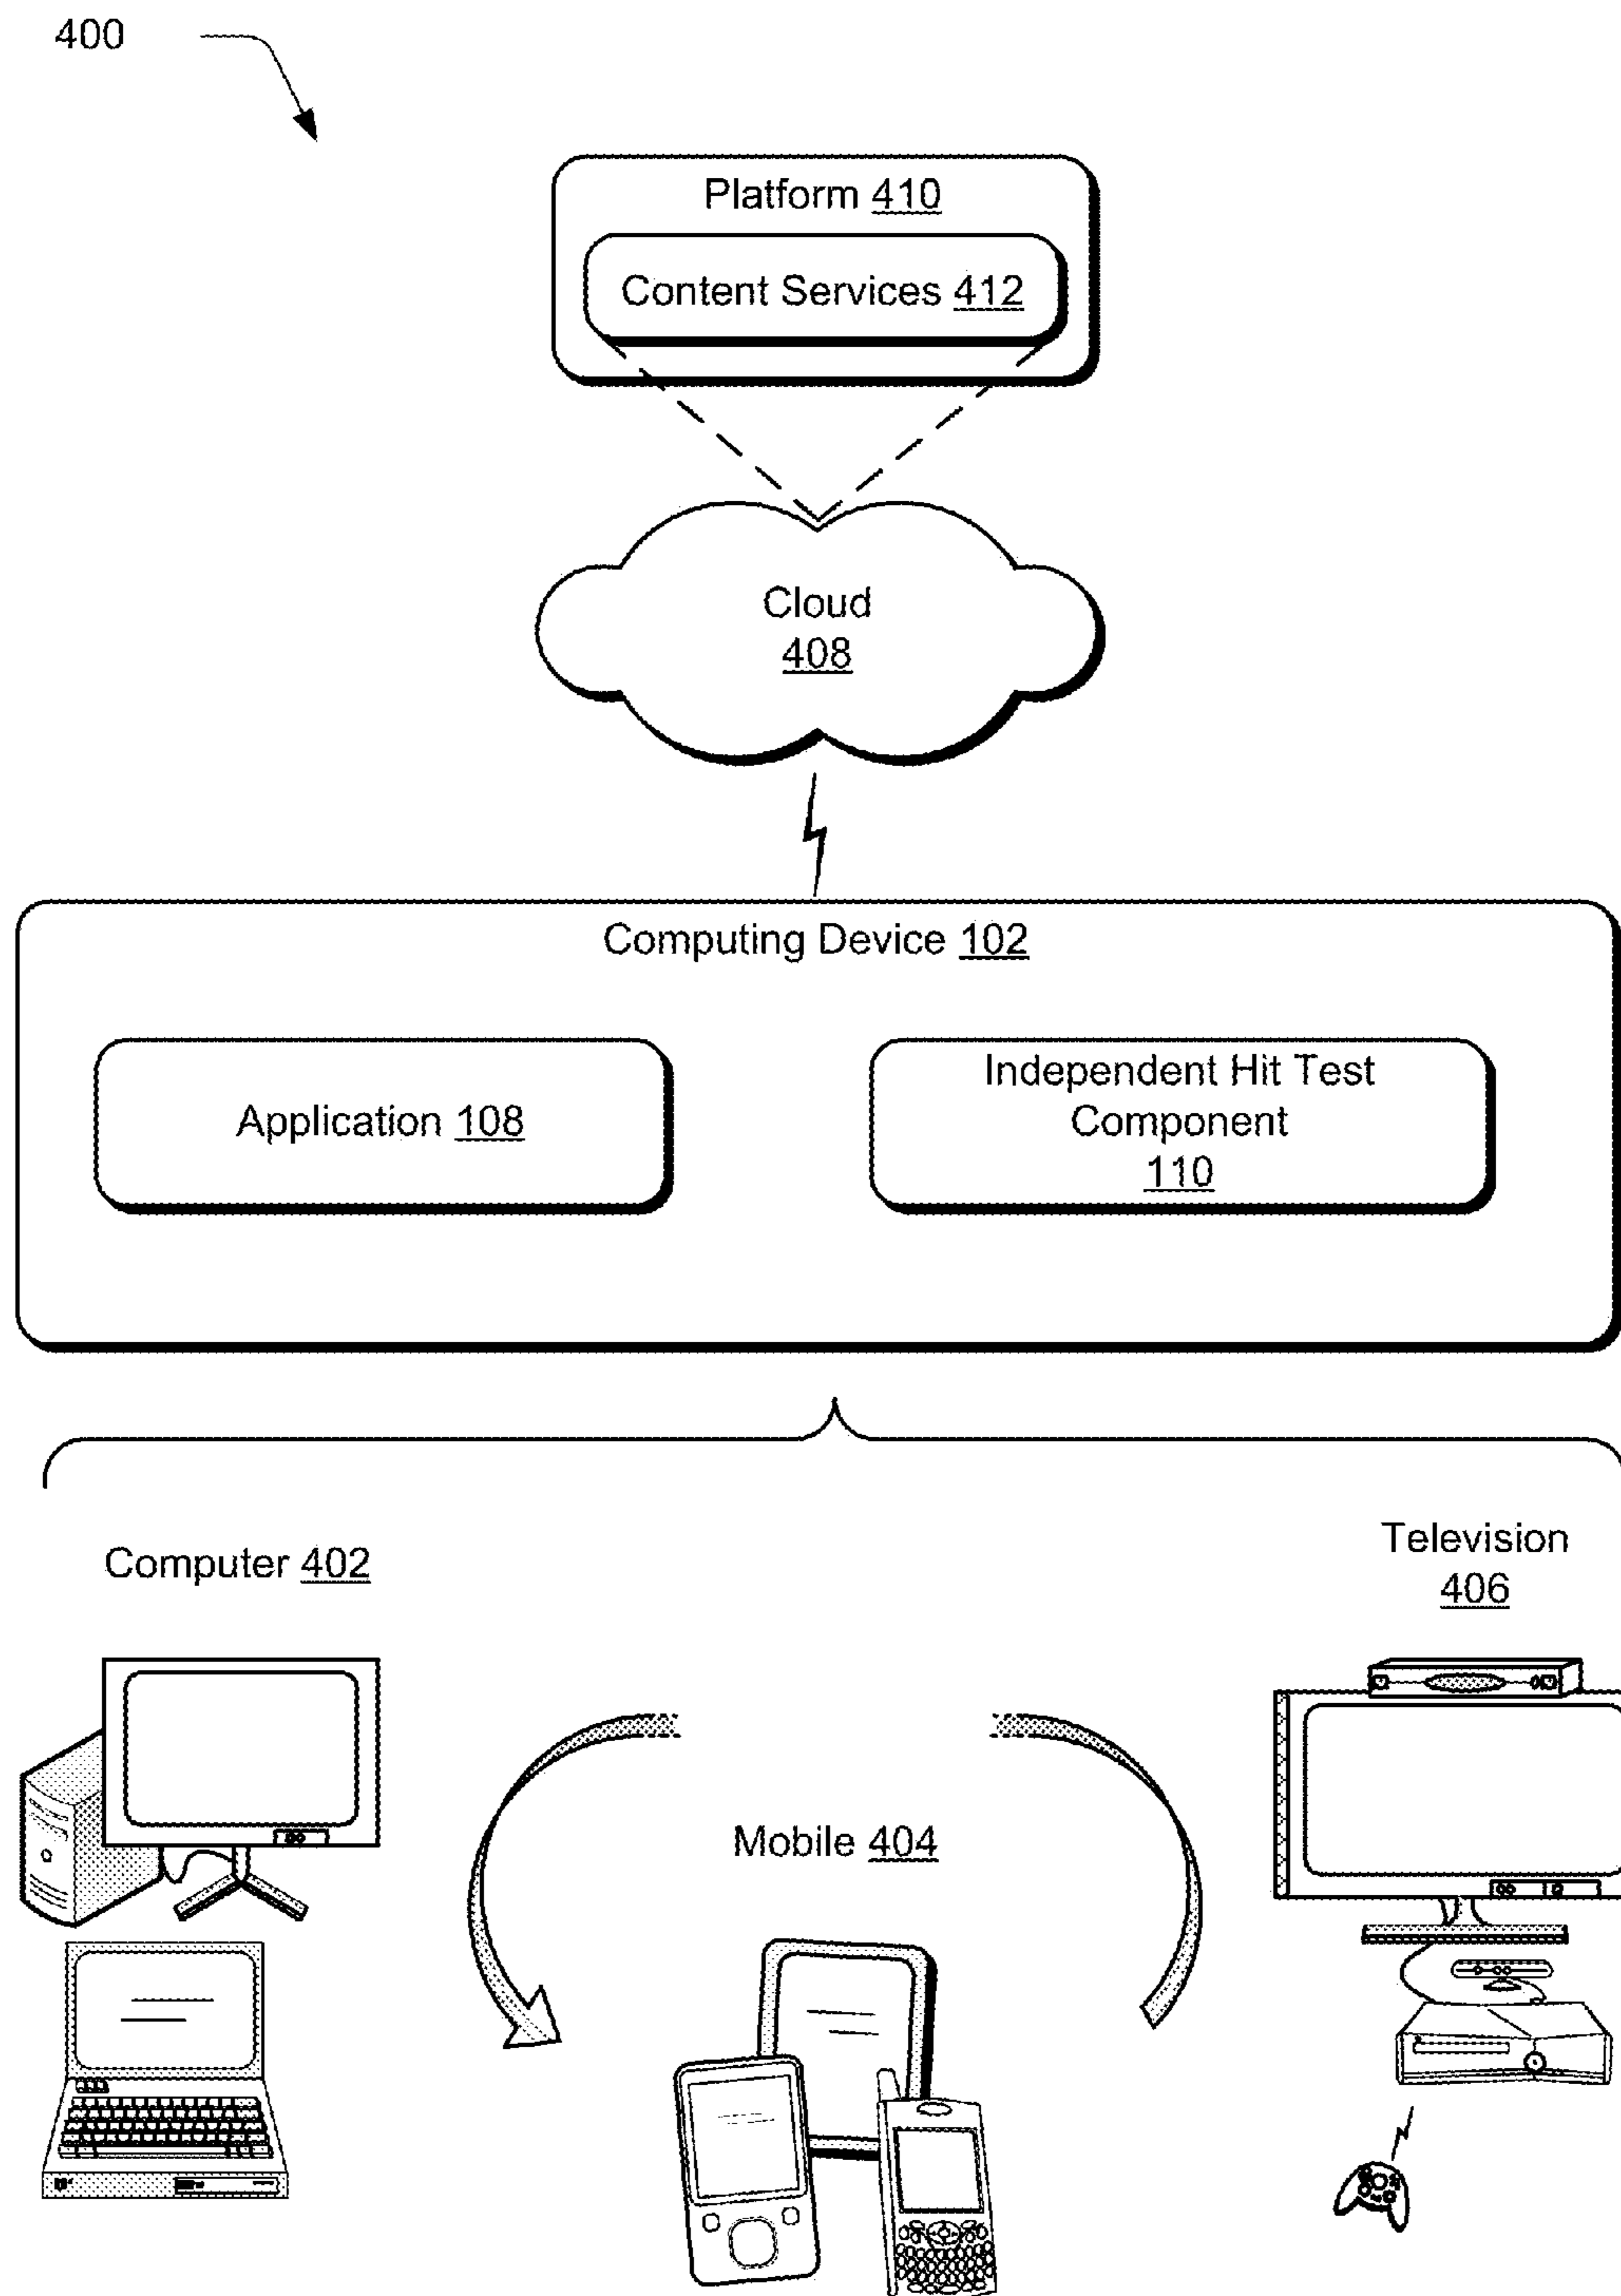 400
Platform 410
Content Services 412
Cloud
408
Computing Device 102
Application 108
Independent Hit Test
Component
110
Computer 402
Television
406
Mobile 404